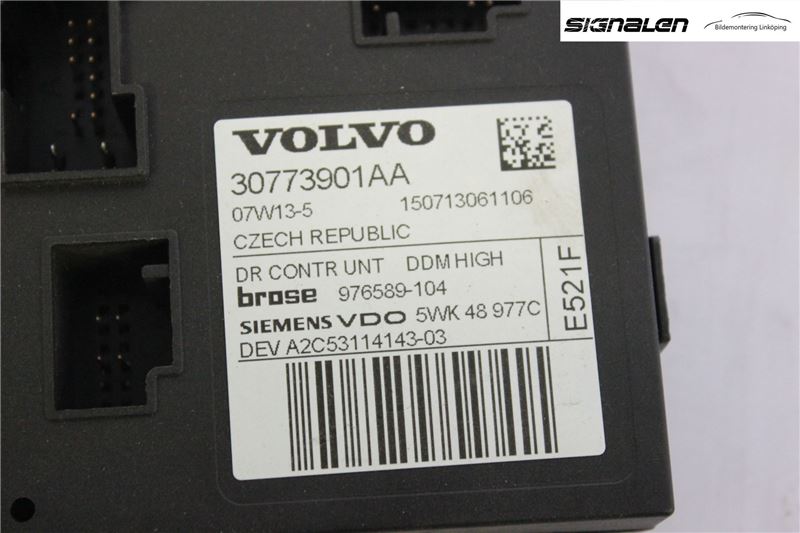 SIGNALEN
Bildemontering Linköping
VOLVO
30773901AA
07W13-5 150713061106
CZECH REPUBLIC
DR CONTR UNT DDM HIGH
brose 976589-104
SIEMENS VDO 5WK 48 977C
DEV A2C53114143-03
E521F